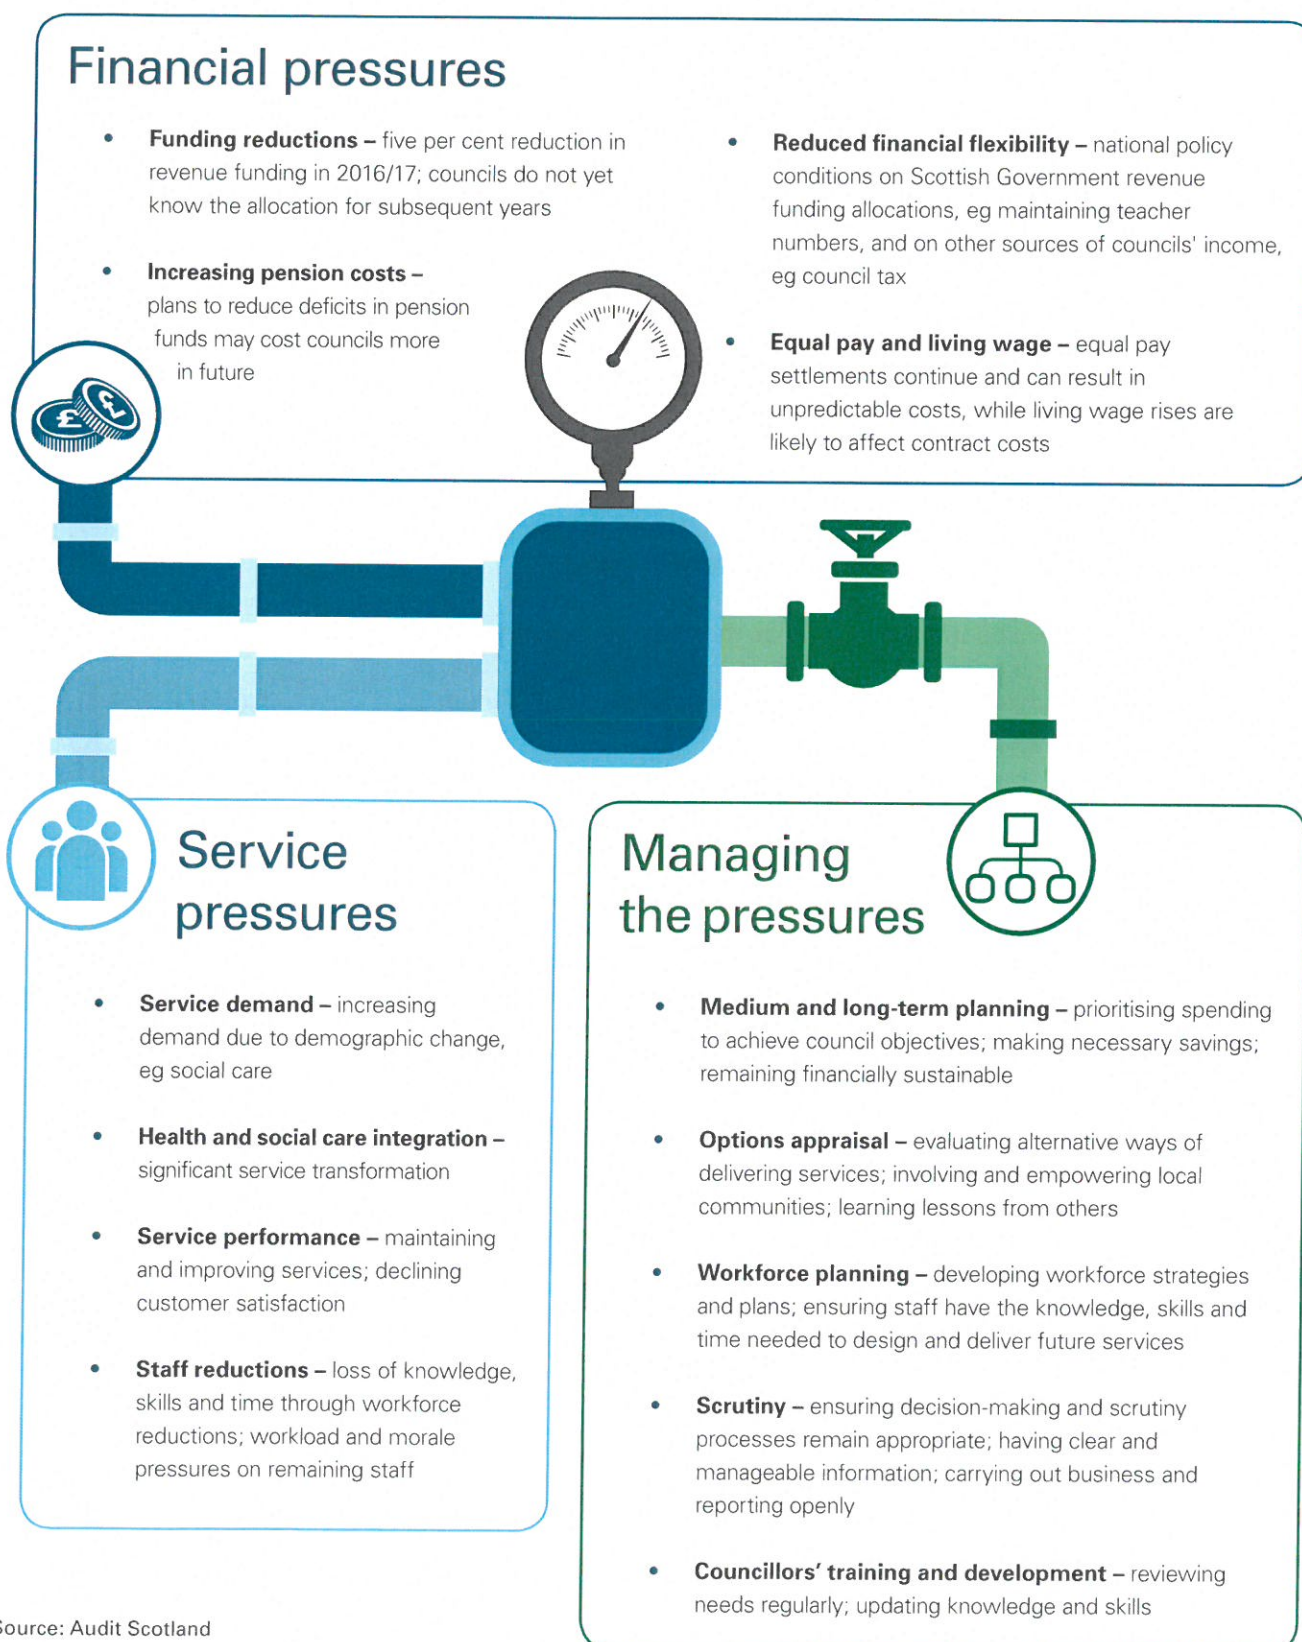 Financial pressures
• Funding reductions – five per cent reduction in
revenue funding in 2016/17; councils do not yet
know the allocation for subsequent years
• Increasing pension costs –
plans to reduce deficits in pension
funds may cost councils more
in future
• Reduced financial flexibility – national policy
conditions on Scottish Government revenue
funding allocations, eg maintaining teacher
numbers, and on other sources of councils' income,
eg council tax
• Equal pay and living wage – equal pay
settlements continue and can result in
unpredictable costs, while living wage rises are
likely to affect contract costs
£ £
Service
pressures
• Service demand – increasing
demand due to demographic change,
eg social care
• Health and social care integration –
significant service transformation
• Service performance – maintaining
and improving services; declining
customer satisfaction
• Staff reductions – loss of knowledge,
skills and time through workforce
reductions; workload and morale
pressures on remaining staff
Managing
the pressures
• Medium and long-term planning – prioritising spending
to achieve council objectives; making necessary savings;
remaining financially sustainable
• Options appraisal – evaluating alternative ways of
delivering services; involving and empowering local
communities; learning lessons from others
• Workforce planning – developing workforce strategies
and plans; ensuring staff have the knowledge, skills and
time needed to design and deliver future services
• Scrutiny – ensuring decision-making and scrutiny
processes remain appropriate; having clear and
manageable information; carrying out business and
reporting openly
• Councillors' training and development – reviewing
needs regularly; updating knowledge and skills
Source: Audit Scotland